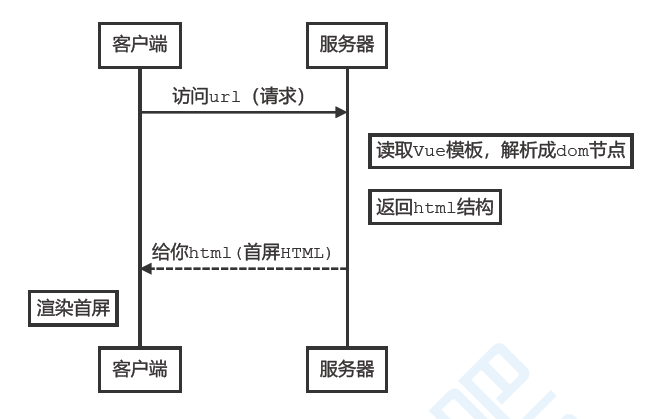 客户端
服务器
访问url（请求）
读取Vue模板，解析成dom节点
返回html结构
给你html(首屏HTML)
渲染首屏
客户端
服务器